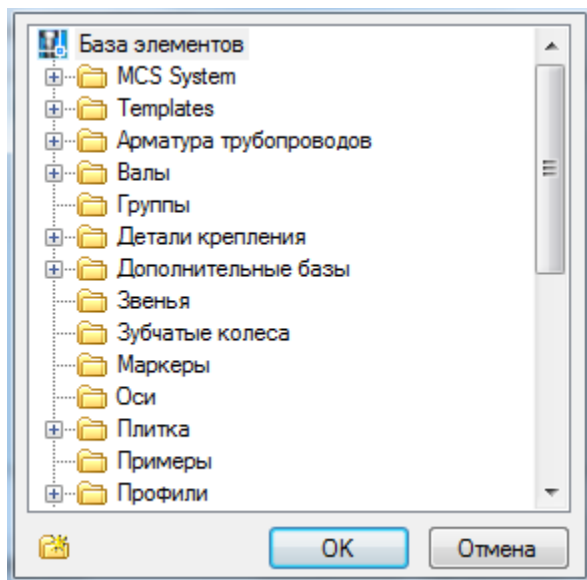 База элементов
MCS System
Templates
Арматура трубопроводов
Валы
Группы
Детали крепления
Дополнительные базы
Звенья
Зубчатые колеса
Маркеры
Оси
Плитка
Примеры
Профили
OK Отмена